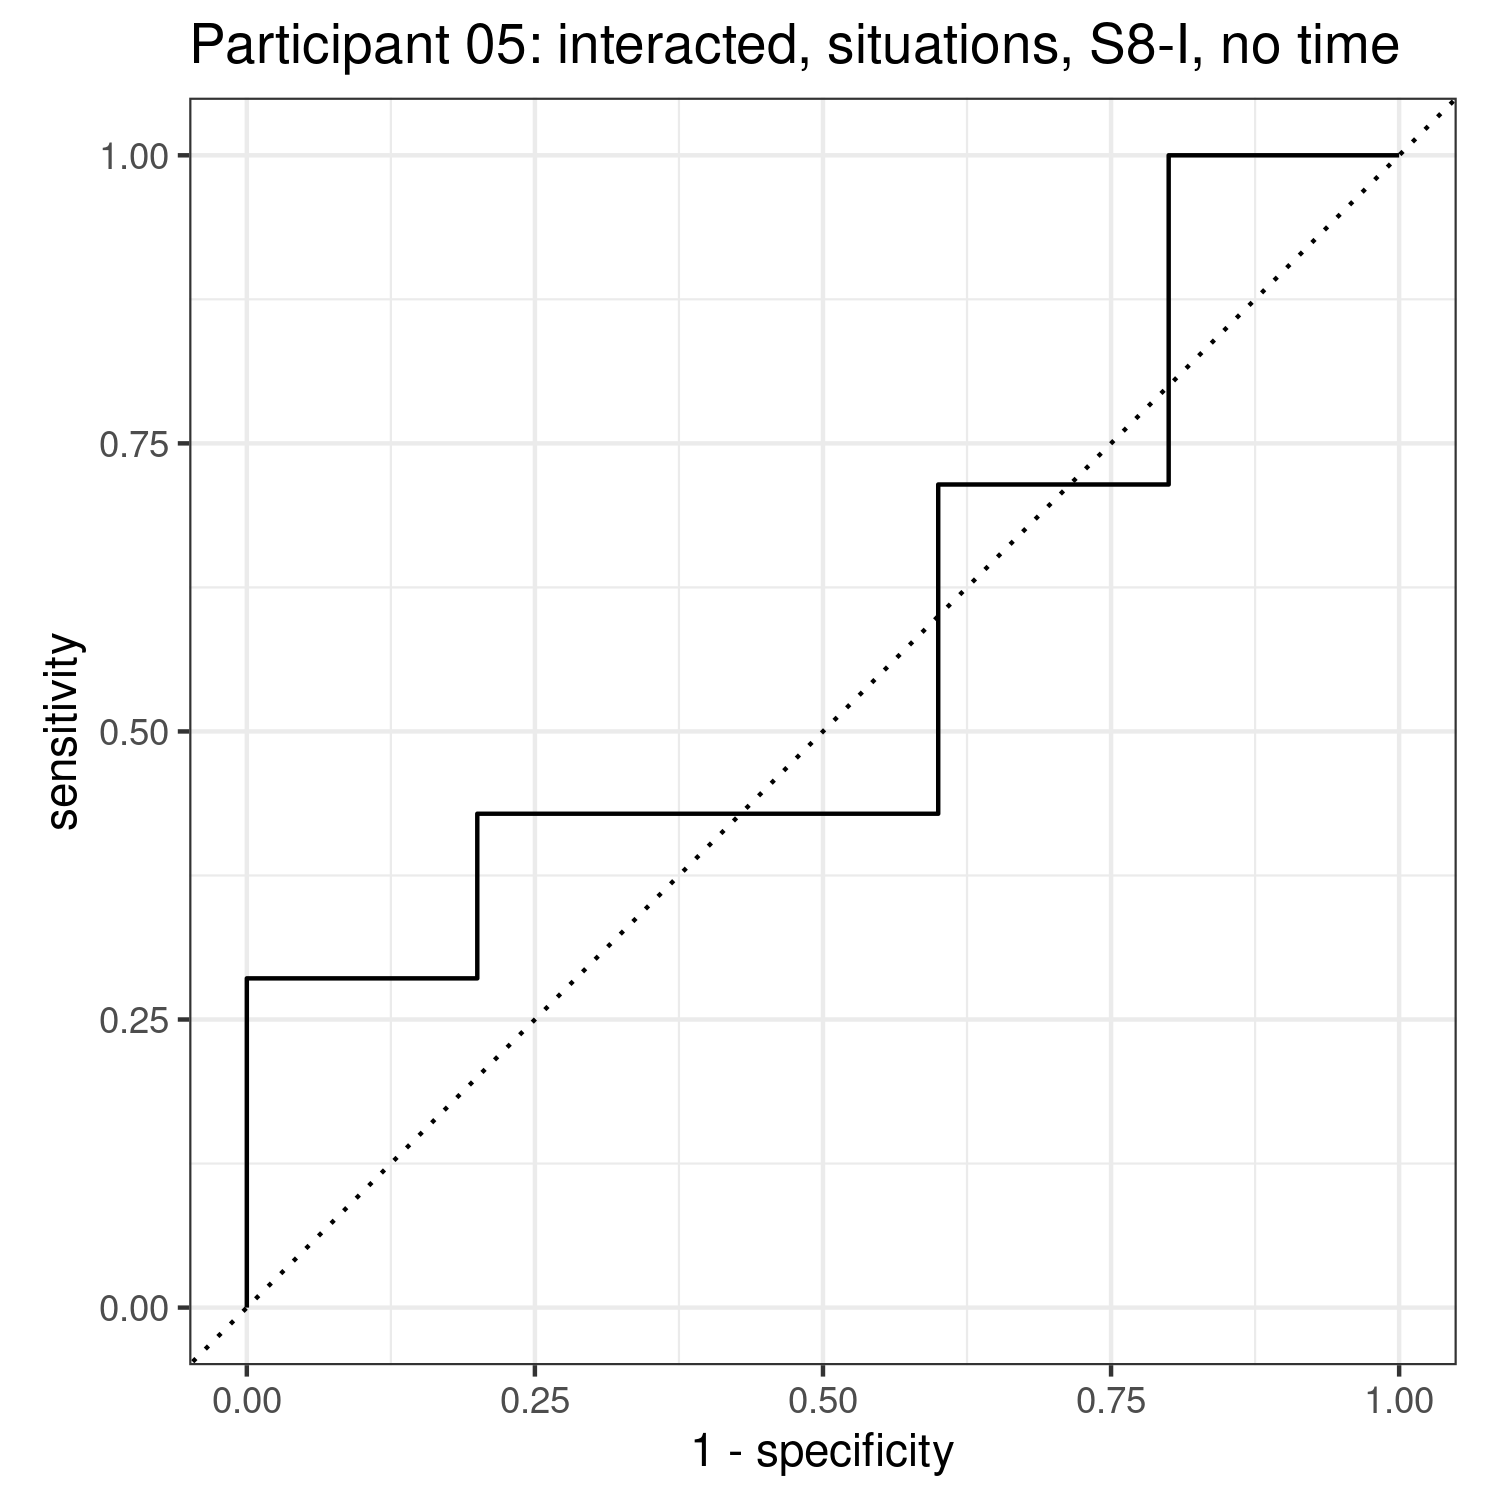 Participant 05: interacted, situations, S8-I, no time
1.00
0.75
0.50
0.25
0.00
sensitivity
0.00 0.25 0.50 0.75 1.00
1 - specificity